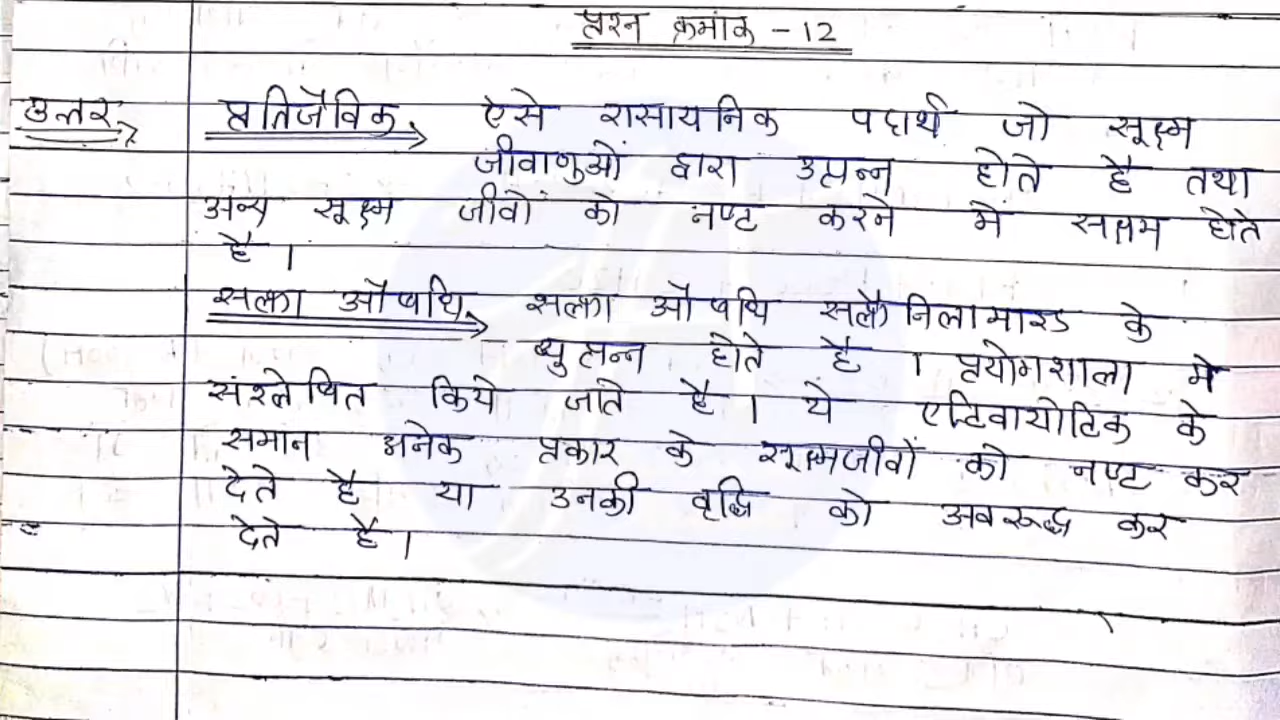 प्रश्न क्रमांक - 12
उत्तर प्रतिजैविक ऐसे रासायनिक पदार्थ जो सूक्ष्म
जीवाणुओं द्वारा उत्पन्न होते है तथा
अन्य सूक्ष्म जीवों को नष्ट करने में सक्षम होते
है ।
सल्फा औषधि सल्फा औषधि सल्फैनिलामाइड के
व्युत्पन्न होते है । प्रयोगशाला में
संश्लेषित किये जाते है । ये एंटिवायोटिक के
समान अनेक प्रकार के सूक्ष्मजीवों को नष्ट कर
देते है या उनकी वृद्धि को अवरूद्ध कर
देते है ।